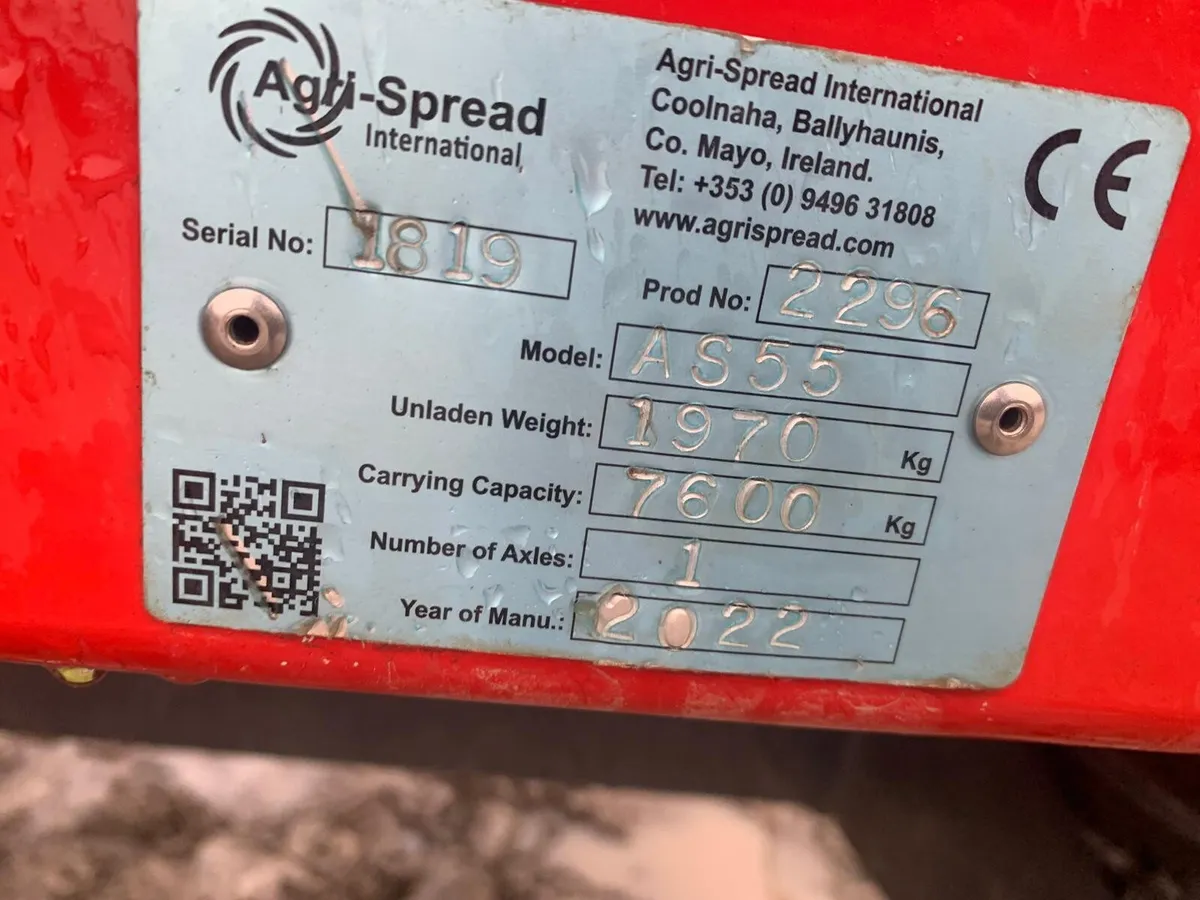 Agri-Spread
International
Agri-Spread International
Coolnaha, Ballyhaunis,
Co. Mayo, Ireland.
Tel: +353 (0) 9496 31808
www.agrispread.com
CE
Serial No: 1819
Prod No: 2296
Model: AS55
Unladen Weight: 1970 Kg
Carrying Capacity: 7600 Kg
Number of Axles: 1
Year of Manu.: 2022